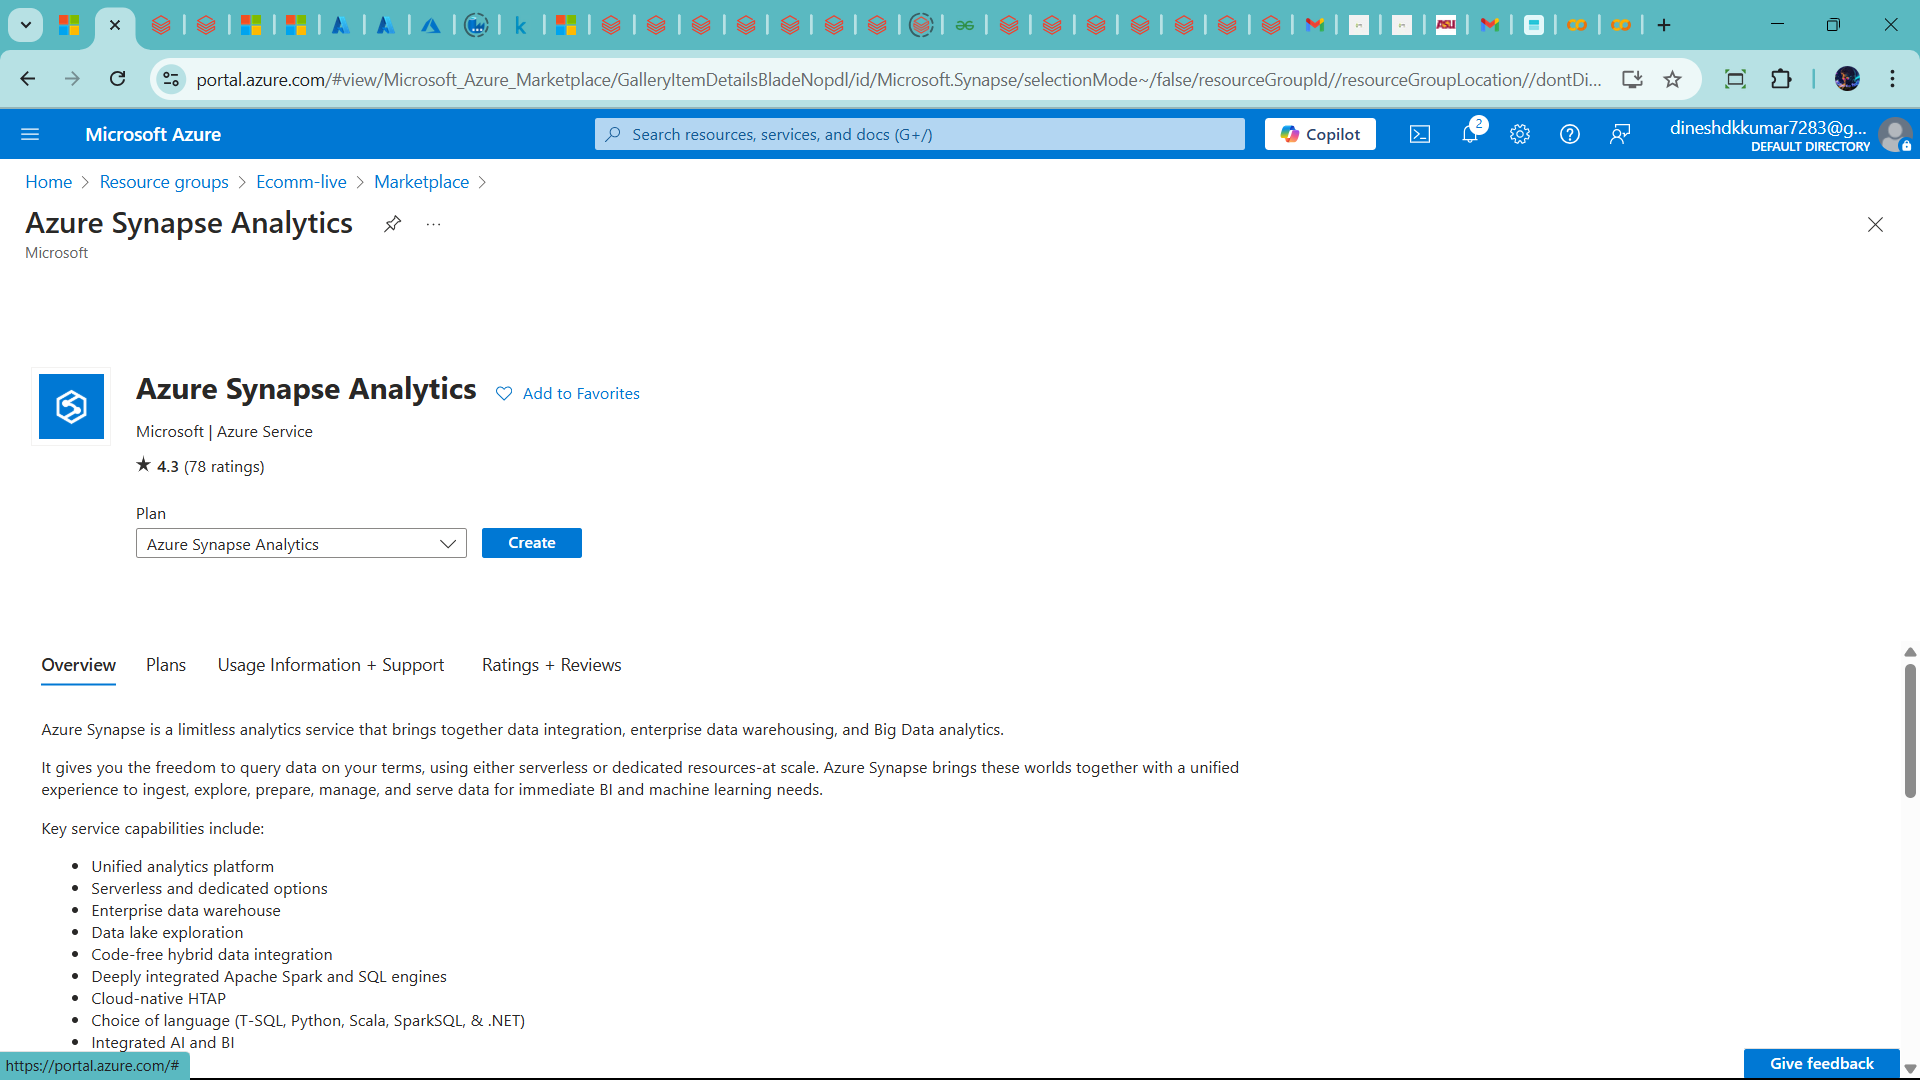 portal.azure.com/#view/Microsoft_Azure_Marketplace/GalleryItemDetailsBladeNopdl/id/Microsoft.Synapse/selectionMode~/false/resourceGroupId//resourceGroupLocation//dontDi...
Microsoft Azure
Search resources, services, and docs (G+/)
Copilot
2
dineshdkkumar7283@g...
DEFAULT DIRECTORY
Home > Resource groups > Ecomm-live > Marketplace >
Azure Synapse Analytics
...
Microsoft
Azure Synapse Analytics
Add to Favorites
Microsoft | Azure Service
★ 4.3 (78 ratings)
Plan
Azure Synapse Analytics
Create
Overview
Plans
Usage Information + Support
Ratings + Reviews
Azure Synapse is a limitless analytics service that brings together data integration, enterprise data warehousing, and Big Data analytics.
It gives you the freedom to query data on your terms, using either serverless or dedicated resources-at scale. Azure Synapse brings these worlds together with a unified
experience to ingest, explore, prepare, manage, and serve data for immediate BI and machine learning needs.
Key service capabilities include:
• Unified analytics platform
• Serverless and dedicated options
• Enterprise data warehouse
• Data lake exploration
• Code-free hybrid data integration
• Deeply integrated Apache Spark and SQL engines
• Cloud-native HTAP
• Choice of language (T-SQL, Python, Scala, SparkSQL, & .NET)
• Integrated AI and BI
https://portal.azure.com/#
Give feedback